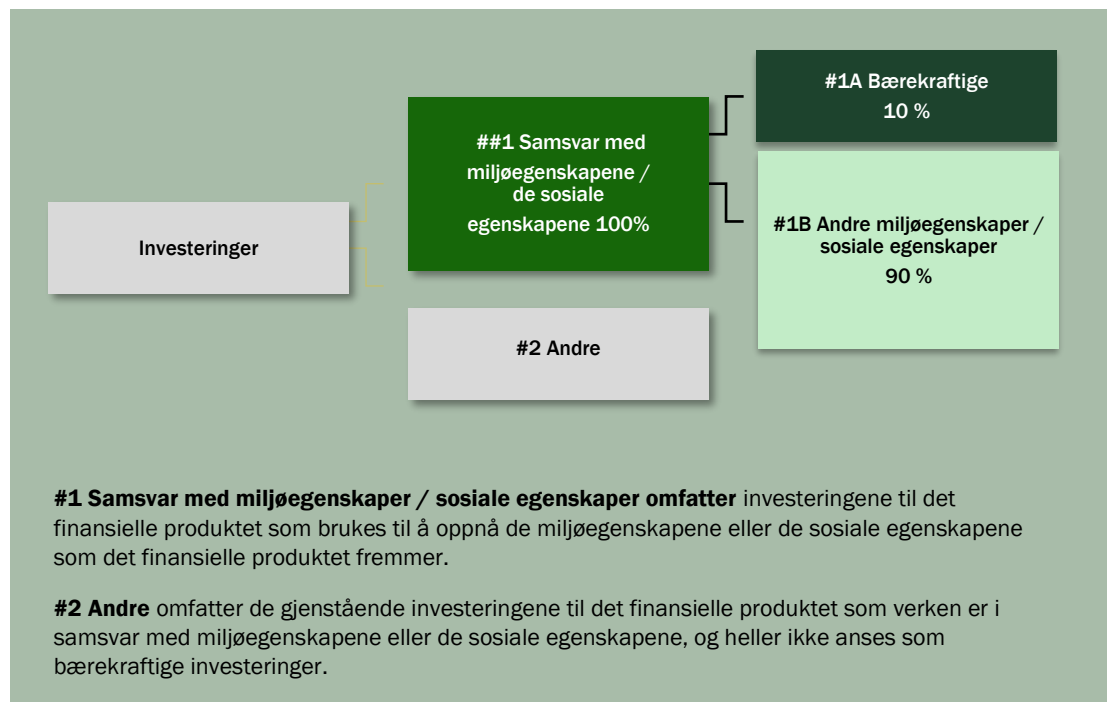 #1A Bærekraftige
10 %
##1 Samsvar med
miljøegenskapene /
de sosiale
egenskapene 100%
Investeringer
#1B Andre miljøegenskaper /
sosiale egenskaper
90 %
#2 Andre
#1 Samsvar med miljøegenskaper / sosiale egenskaper omfatter investeringene til det
finansielle produktet som brukes til å oppnå de miljøegenskapene eller de sosiale egenskapene
som det finansielle produktet fremmer.
#2 Andre omfatter de gjenstående investeringene til det finansielle produktet som verken er i
samsvar med miljøegenskapene eller de sosiale egenskapene, og heller ikke anses som
bærekraftige investeringer.